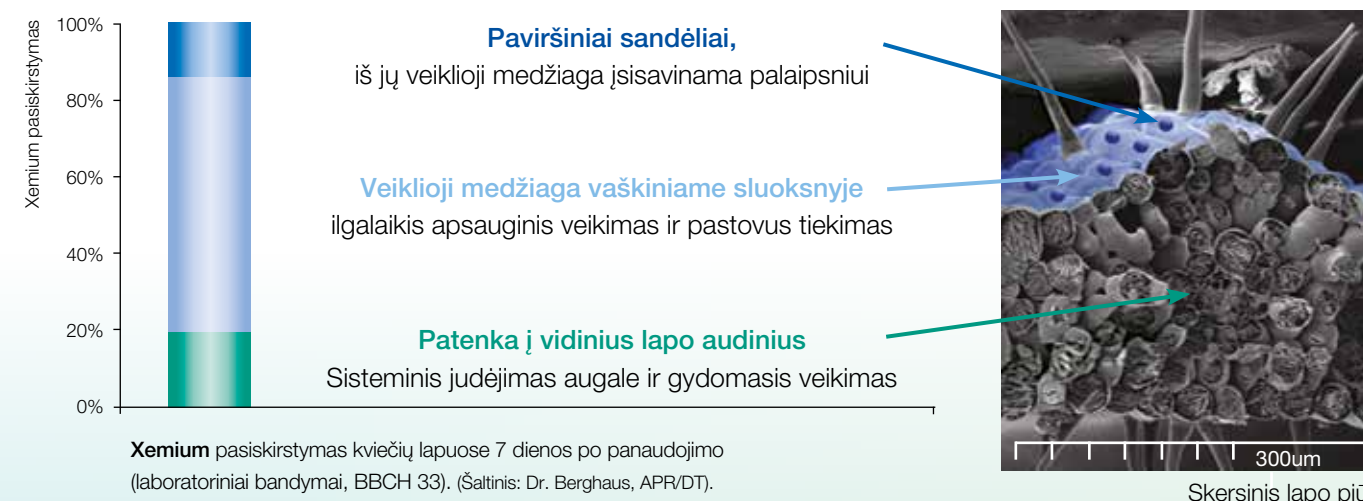 Xemium pasiskirstymas
100%
80%
60%
40%
20%
0%
Paviršiniai sandėliai,
iš jų veiklioji medžiaga įsisavinama palaipsniui
Veiklioji medžiaga vaškiniame sluoksnyje
ilgalaikis apsauginis veikimas ir pastovus tiekimas
Patenka į vidinius lapo audinius
Sisteminis judėjimas augale ir gydomasis veikimas
300um
Xemium pasiskirstymas kviečių lapuose 7 dienos po panaudojimo
(laboratoriniai bandymai, BBCH 33). (Šaltinis: Dr. Berghaus, APR/DT).
Skersinis lapo